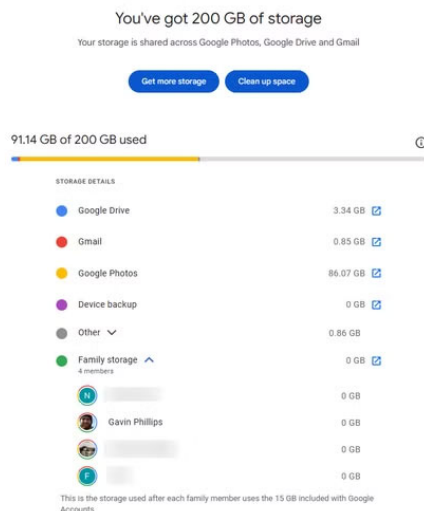 You've got 200 GB of storage
Your storage is shared across Google Photos, Google Drive and Gmail
Get more storage Clean up space
91.14 GB of 200 GB used
STORAGE DETAILS
Google Drive 3.34 GB
Gmail 0.85 GB
Google Photos 86.07 GB
Device backup 0 GB
Other 0.86 GB
Family storage 0 GB
4 members
N 0 GB
Gavin Phillips 0 GB
0 GB
F 0 GB
This is the storage used after each family member uses the 15 GB included with Google
Accounts